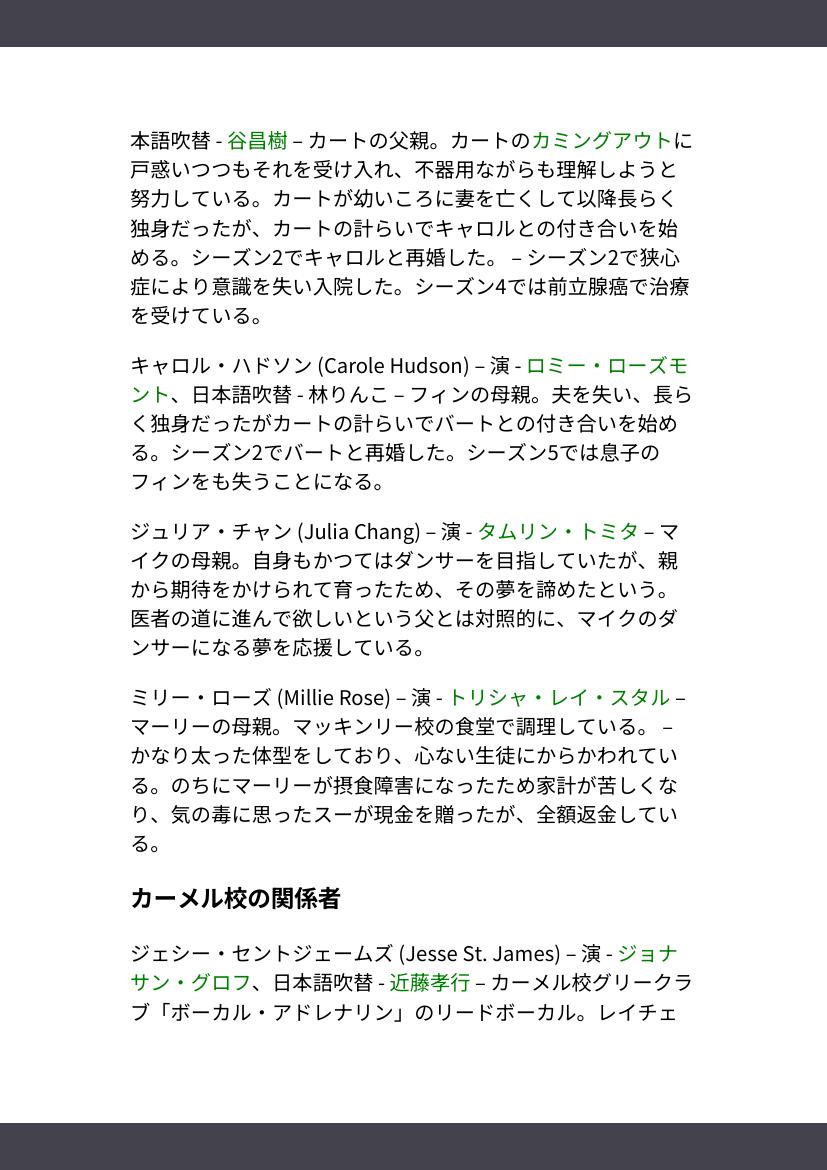 本語吹替 - 谷昌樹 – カートの父親。カートのカミングアウトに
戸惑いつつもそれを受け入れ、不器用ながらも理解しようと
努力している。カートが幼いころに妻を亡くして以降長らく
独身だったが、カートの計らいでキャロルとの付き合いを始
める。シーズン2でキャロルと再婚した。 – シーズン2で狭心
症により意識を失い入院した。シーズン4では前立腺癌で治療
を受けている。
キャロル・ハドソン (Carole Hudson) – 演 - ロミー・ローズモ
ント、日本語吹替 - 林りんこ – フィンの母親。夫を失い、長ら
く独身だったがカートの計らいでバートとの付き合いを始め
る。シーズン2でバートと再婚した。シーズン5では息子の
フィンをも失うことになる。
ジュリア・チャン (Julia Chang) – 演 - タムリン・トミタ – マ
イクの母親。自身もかつてはダンサーを目指していたが、親
から期待をかけられて育ったため、その夢を諦めたという。
医者の道に進んで欲しいという父とは対照的に、マイクのダ
ンサーになる夢を応援している。
ミリー・ローズ (Millie Rose) – 演 - トリシャ・レイ・スタル –
マーリーの母親。マッキンリー校の食堂で調理している。 –
かなり太った体型をしており、心ない生徒にからかわれてい
る。のちにマーリーが摂食障害になったため家計が苦しくな
り、気の毒に思ったスーが現金を贈ったが、全額返金してい
る。
カーメル校の関係者
ジェシー・セントジェームズ (Jesse St. James) – 演 - ジョナ
サン・グロフ、日本語吹替 - 近藤孝行 – カーメル校グリークラ
ブ「ボーカル・アドレナリン」のリードボーカル。レイチェ